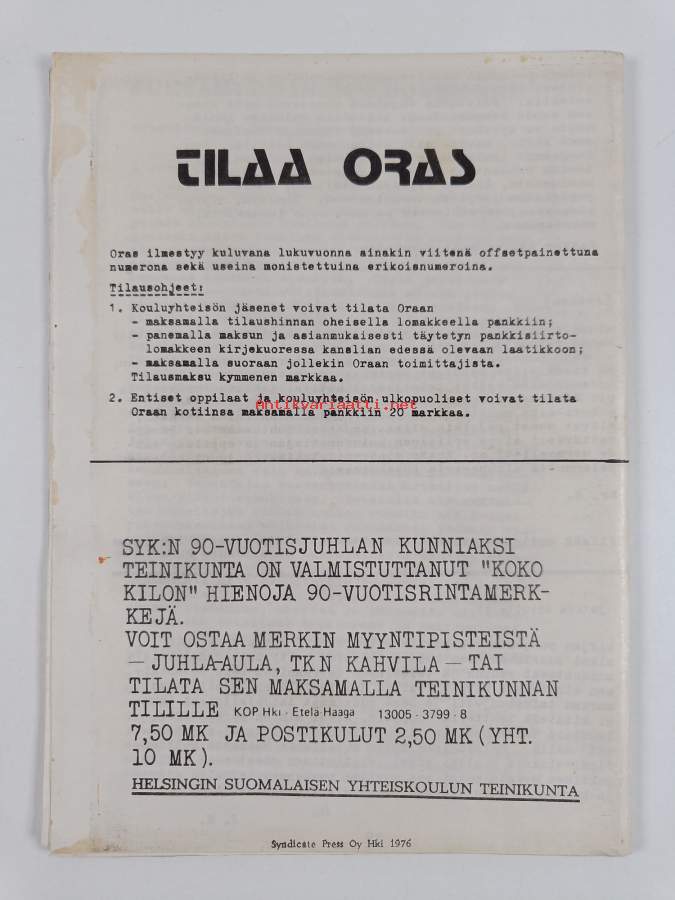 TILAA ORAS
Oras ilmestyy kuluvana lukuvuonna ainakin viitenä offsetpainettuna
numerona sekä useina monistettuina erikoisnumeroina.
Tilausohjeet:
1. Kouluyhteisön jäsenet voivat tilata Oraan
- maksamalla tilaushinnan oheisella lomakkeella pankkiin;
- panemalla maksun ja asianmukaisesti täytetyn pankkisiirto-
lomakkeen kirjekuoressa kanslian edessä olevaan laatikkoon;
- maksamalla suoraan jollekin Oraan toimittajista.
Tilausmaksu kymmenen markkaa.
2. Entiset oppilaat ja kouluyhteisön ulkopuoliset voivat tilata
antikvariaatti.net
Oraan kotiinsa maksamalla pankkiin 20 markkaa.
SYK:N 90-VUOTISJUHLAN KUNNIAKSI
TEINIKUNTA ON VALMISTUTTANUT "KOKO
KILON" HIENOJA 90-VUOTISRINTAMERK-
KEJÄ.
VOIT OSTAA MERKIN MYYNTIPISTEISTÄ
— JUHLA-AULA, TKN KAHVILA — TAI
TILATA SEN MAKSAMALLA TEINIKUNNAN
TILILLE KOP Hki - Etelä Haaga 13005-3799-8
7,50 MK JA POSTIKULUT 2,50 MK (YHT.
10 MK).
HELSINGIN SUOMALAISEN YHTEISKOULUN TEINIKUNTA
Syndicate Press Oy Hki 1976